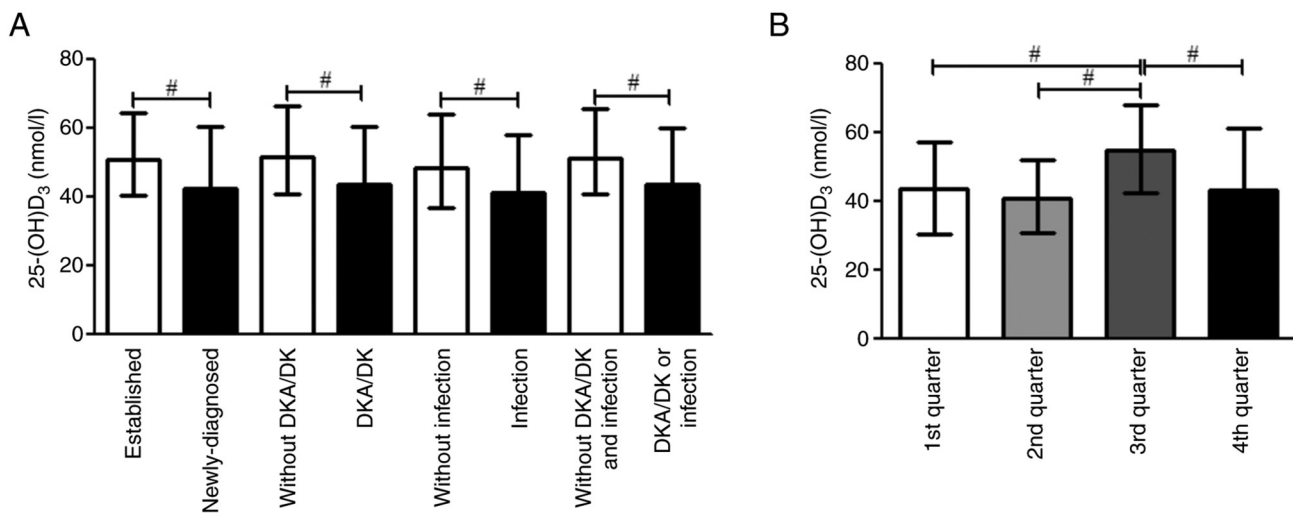 A
25-(OH)D3 (nmol/l)
80
60
40
20
0
#
#
#
#
Established
Newly-diagnosed
Without DKA/DK
DKA/DK
Without infection
Infection
Without DKA/DK
and infection
DKA/DK or
infection
B
25-(OH)D3 (nmol/l)
80
60
40
20
0
#
#
#
1st quarter
2nd quarter
3rd quarter
4th quarter